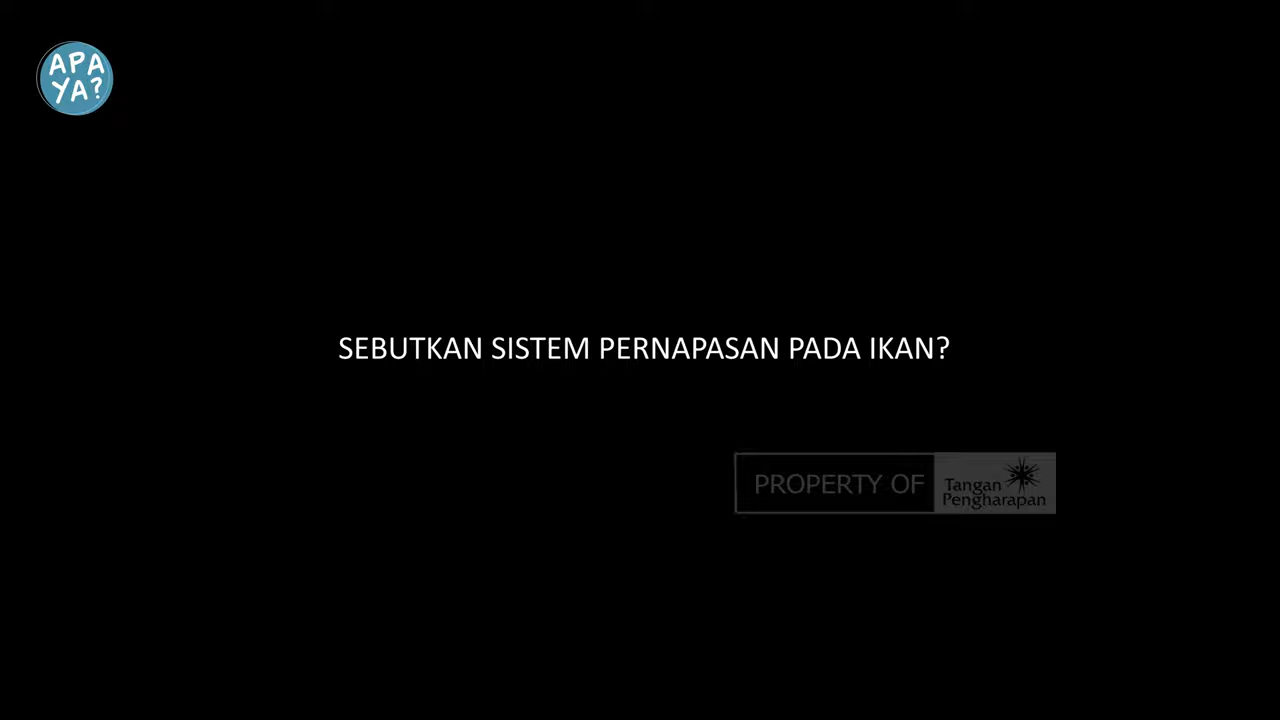 APA
YA?
SEBUTKAN SISTEM PERNAPASAN PADA IKAN?
PROPERTY OF
Tangan
Pengharapan